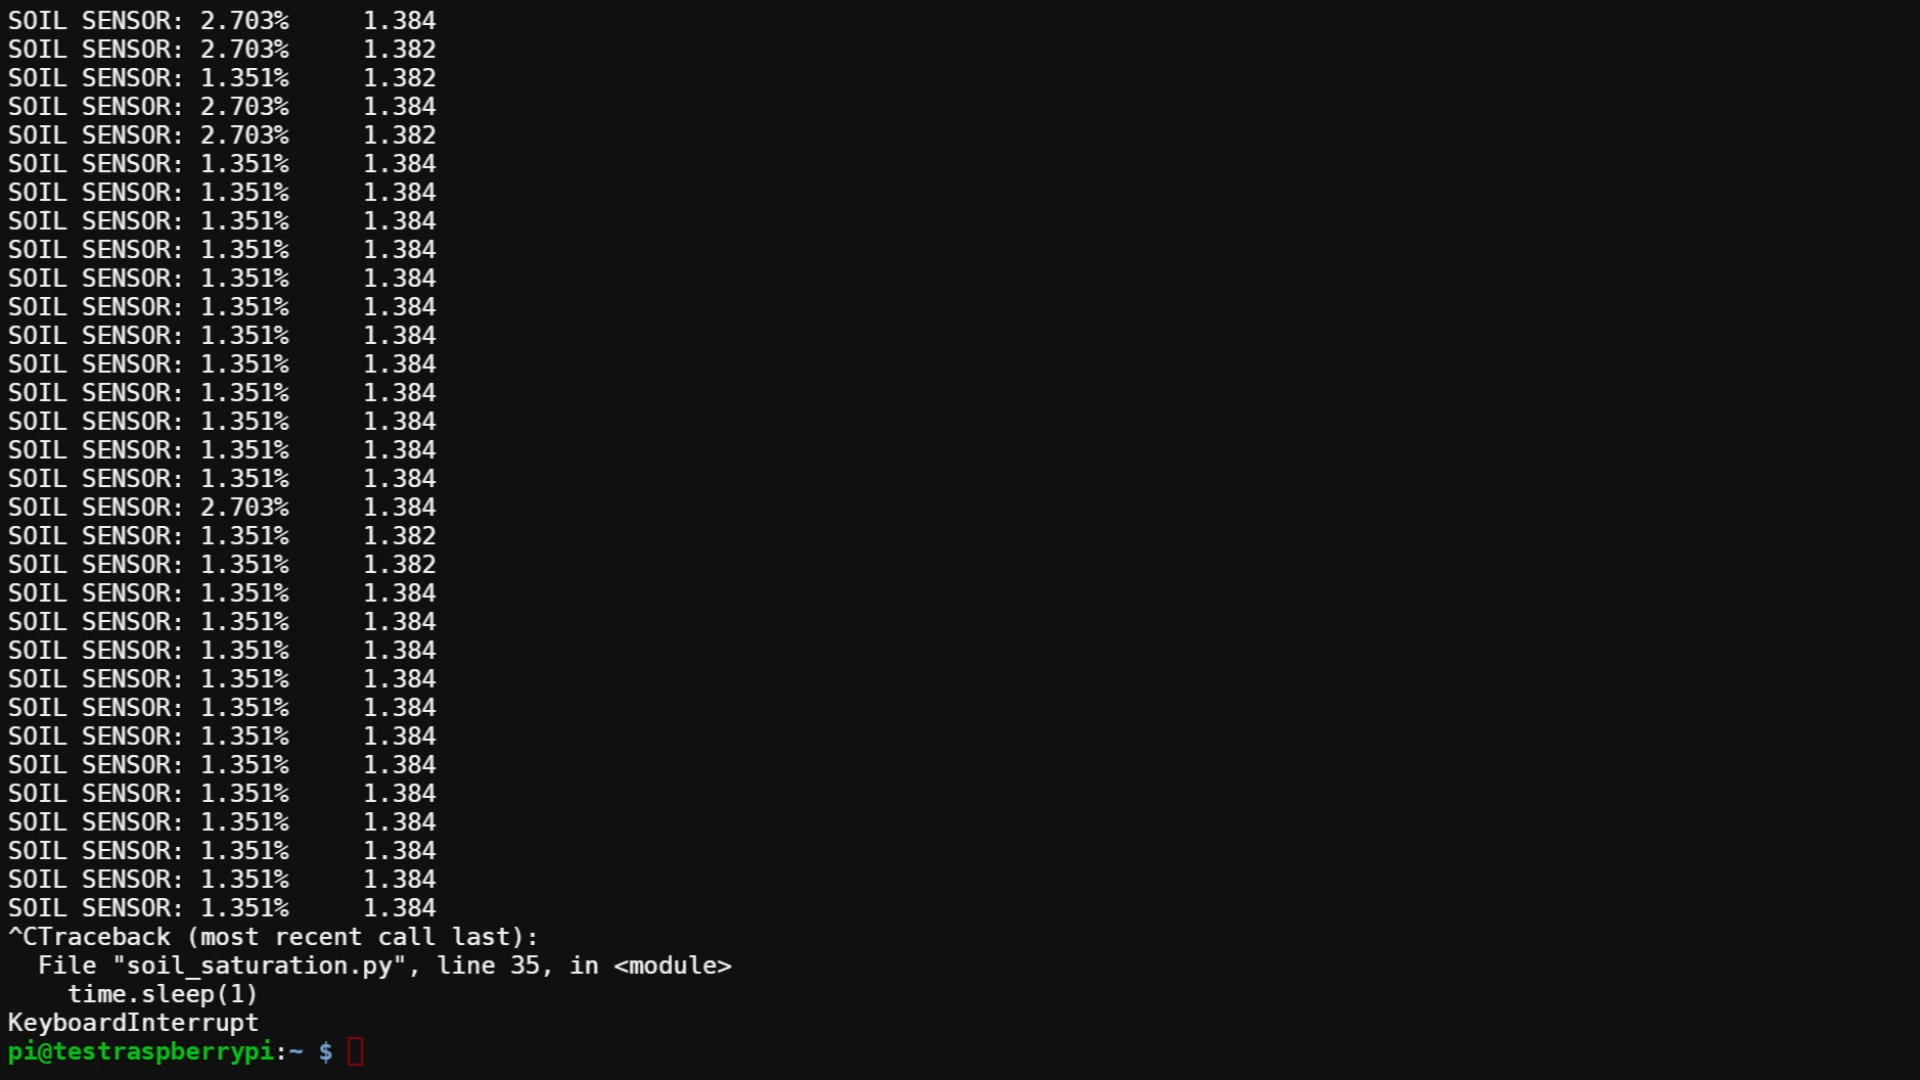 SOIL SENSOR: 2.703%     1.384
SOIL SENSOR: 2.703%     1.382
SOIL SENSOR: 1.351%     1.382
SOIL SENSOR: 2.703%     1.384
SOIL SENSOR: 2.703%     1.382
SOIL SENSOR: 1.351%     1.384
SOIL SENSOR: 1.351%     1.384
SOIL SENSOR: 1.351%     1.384
SOIL SENSOR: 1.351%     1.384
SOIL SENSOR: 1.351%     1.384
SOIL SENSOR: 1.351%     1.384
SOIL SENSOR: 1.351%     1.384
SOIL SENSOR: 1.351%     1.384
SOIL SENSOR: 1.351%     1.384
SOIL SENSOR: 1.351%     1.384
SOIL SENSOR: 1.351%     1.384
SOIL SENSOR: 1.351%     1.384
SOIL SENSOR: 2.703%     1.384
SOIL SENSOR: 1.351%     1.382
SOIL SENSOR: 1.351%     1.382
SOIL SENSOR: 1.351%     1.384
SOIL SENSOR: 1.351%     1.384
SOIL SENSOR: 1.351%     1.384
SOIL SENSOR: 1.351%     1.384
SOIL SENSOR: 1.351%     1.384
SOIL SENSOR: 1.351%     1.384
SOIL SENSOR: 1.351%     1.384
SOIL SENSOR: 1.351%     1.384
SOIL SENSOR: 1.351%     1.384
SOIL SENSOR: 1.351%     1.384
SOIL SENSOR: 1.351%     1.384
SOIL SENSOR: 1.351%     1.384
^CTraceback (most recent call last):
  File "soil_saturation.py", line 35, in <module>
    time.sleep(1)
KeyboardInterrupt
pi@testraspberrypi:~ $